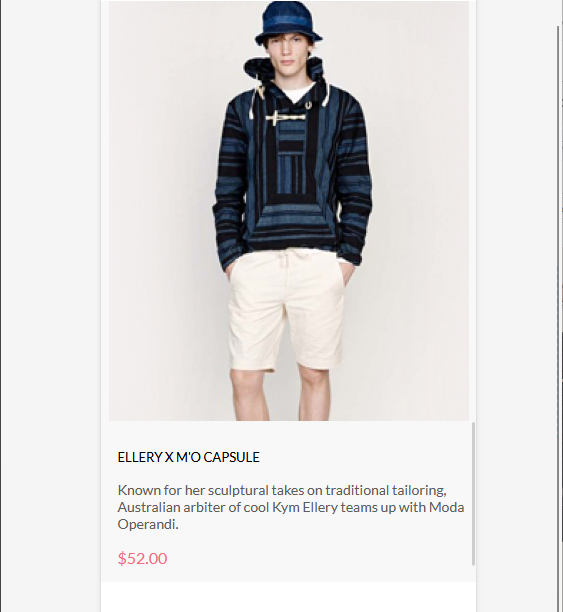 ELLERY X M'O CAPSULE
Known for her sculptural takes on traditional tailoring,
Australian arbiter of cool Kym Ellery teams up with Moda
Operandi.
$52.00